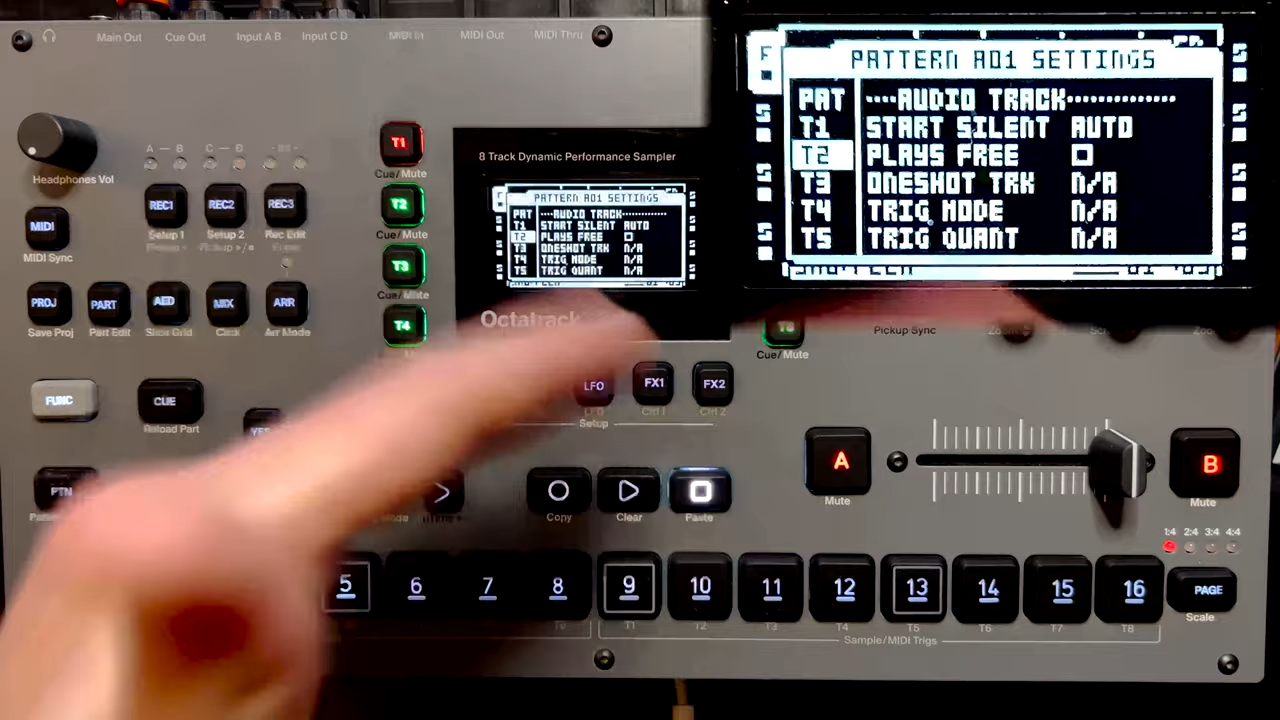 Main Out Cue Out Input A B Input C D MIDI In MIDI Out MIDI Thru
PATTERN A01 SETTINGS
PAT AUDIO TRACK
T1 START SILENT AUTO
T2 PLAYS FREE
T3 ONESHOT TRK N/A
T4 TRIG MODE N/A
T5 TRIG QUANT N/A
Headphones Vol
A B C D
T1
Cue/Mute
8 Track Dynamic Performance Sampler
PATTERN A01 SETTINGS
PAT AUDIO TRACK
T1 START SILENT AUTO
T2 PLAYS FREE
T3 ONESHOT TRK N/A
T4 TRIG MODE N/A
T5 TRIG QUANT N/A
MIDI
MIDI Sync
REC1 REC2 REC3
Setup 1 Setup 2 Rec Edit
T2
Cue/Mute
T3
Cue/Mute
PROJ PART AED MIX ARR
Save Proj Part Edit Slice Grid Click Arr Mode
T4
Octatrack
Cue/Mute
Pickup Sync
FUNC CUE
Reload Part
YES
LFO FX1 FX2
LFO Ctrl 1 Ctrl 2
Setup
A
Mute
B
Mute
PTN
Copy Clear Paste
1:4 2:4 3:4 4:4
5 6 7 8 9 10 11 12 13 14 15 16 PAGE
Scale
T1 T2 T3 T4 T5 T6 T7 T8
Sample/MIDI Trigs